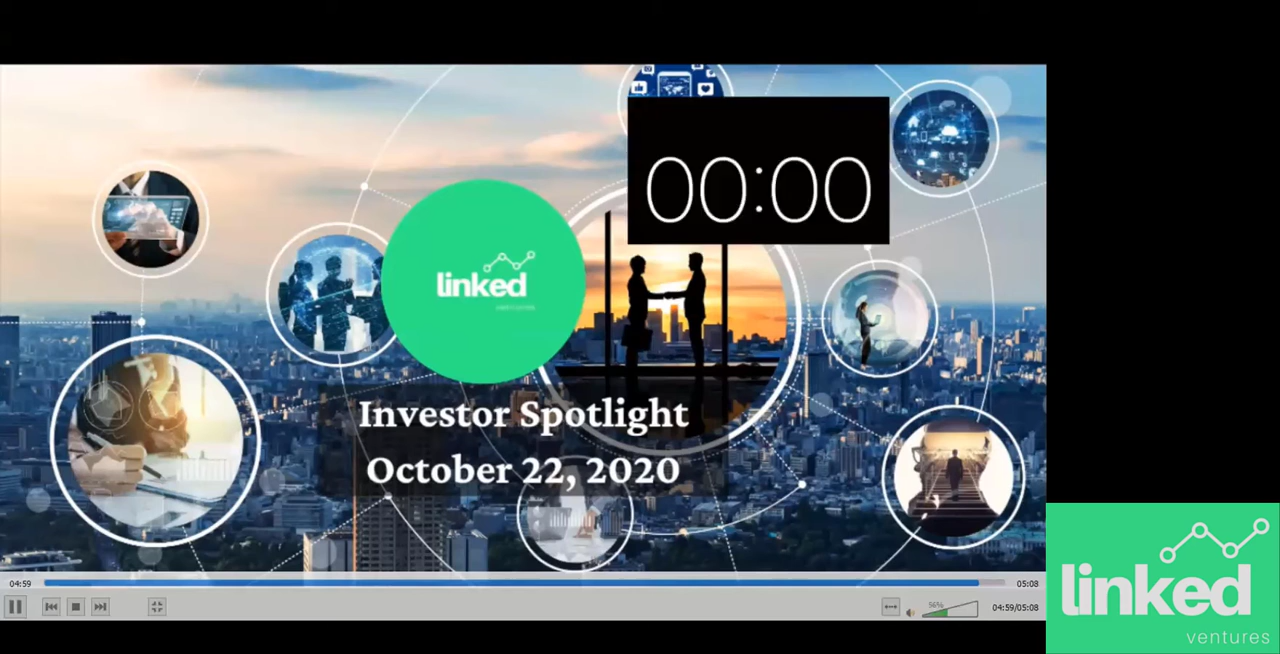 00:00
linked
Investor Spotlight
October 22, 2020
04:59
05:08
56%
04:59/05:08
linked
ventures